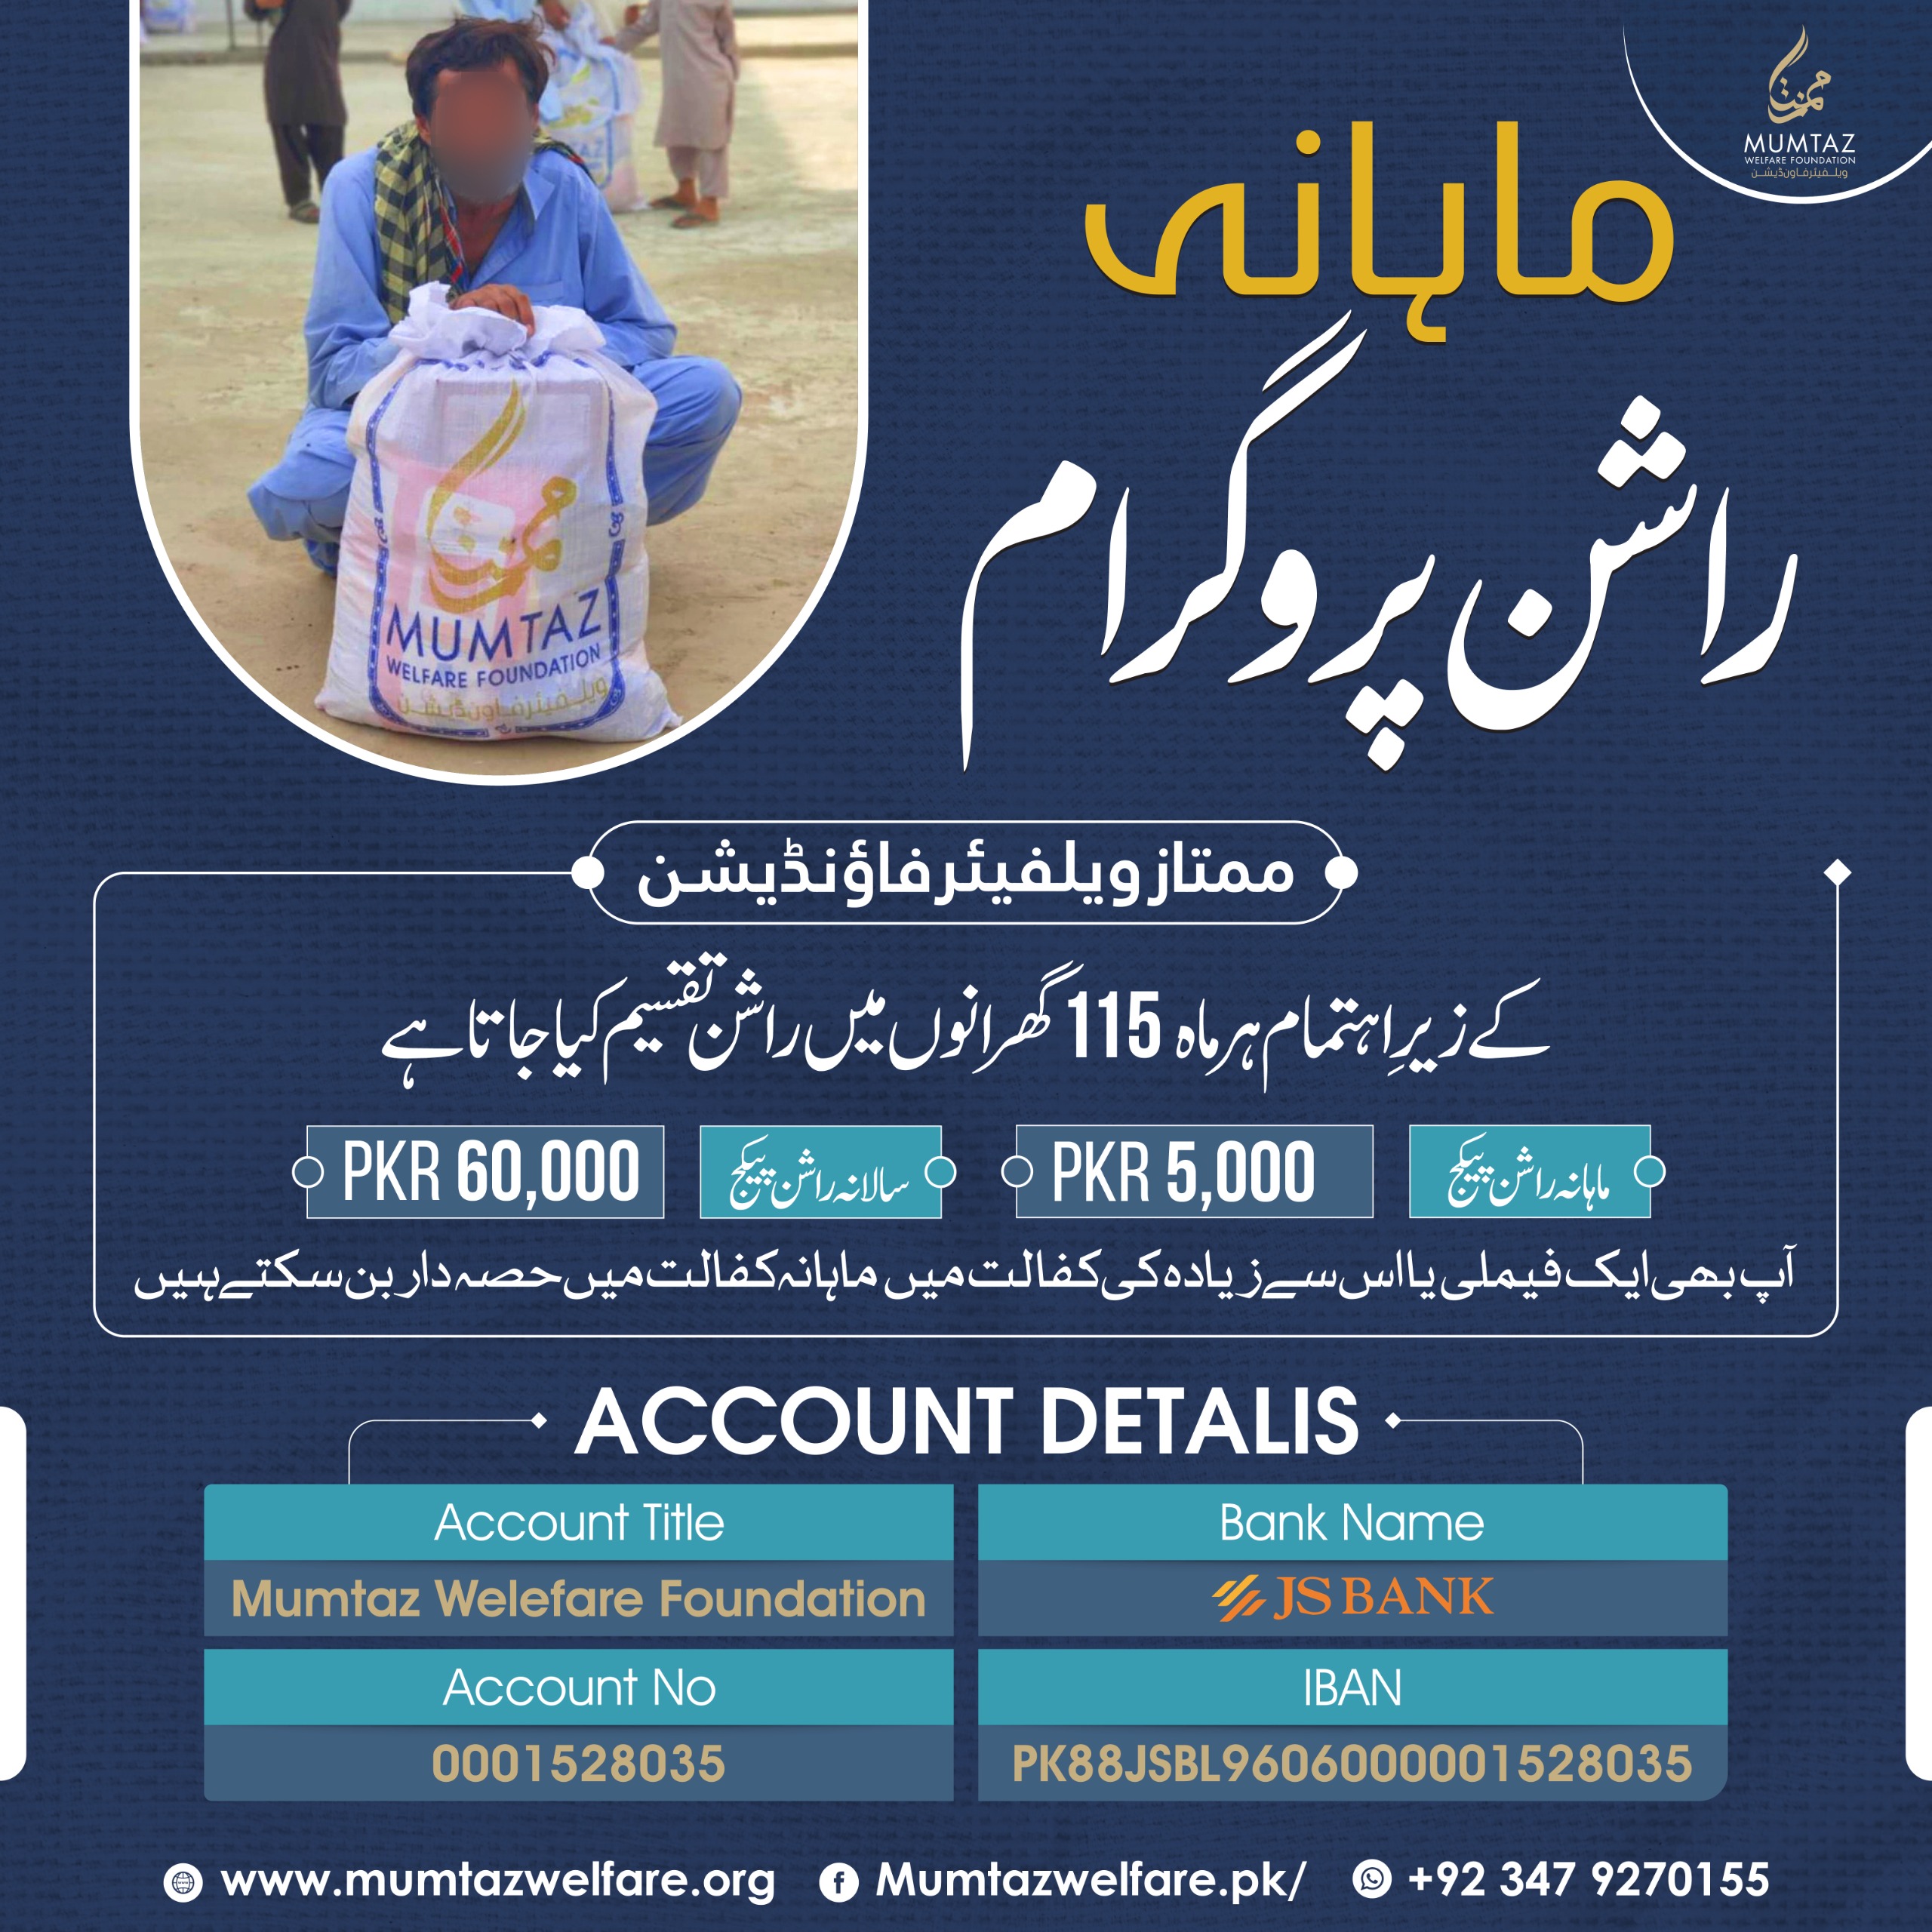 MUMTAZ
WELFARE FOUNDATION
ویلفیئر فاونڈیشن
ماہانہ
راشن پروگرام
ممتاز
MUMTAZ
WELFARE FOUNDATION
ویلفیئر فاونڈیشن
ممتاز ویلفیئر فاؤنڈیشن
کے زیرِ اہتمام ہر ماہ 115 گھرانوں میں راشن تقسیم کیا جاتا ہے
ماہانہ راشن پیکج
PKR 5,000
سالانہ راشن پیکج
PKR 60,000
آپ بھی ایک فیملی یا اس سے زیادہ کی کفالت میں ماہانہ کفالت میں حصہ دار بن سکتے ہیں
ACCOUNT DETALIS
Account Title
Mumtaz Welefare Foundation
Bank Name
JS BANK
Account No
0001528035
IBAN
PK88JSBL9606000001528035
www.mumtazwelfare.org
Mumtazwelfare.pk/
+92 347 9270155